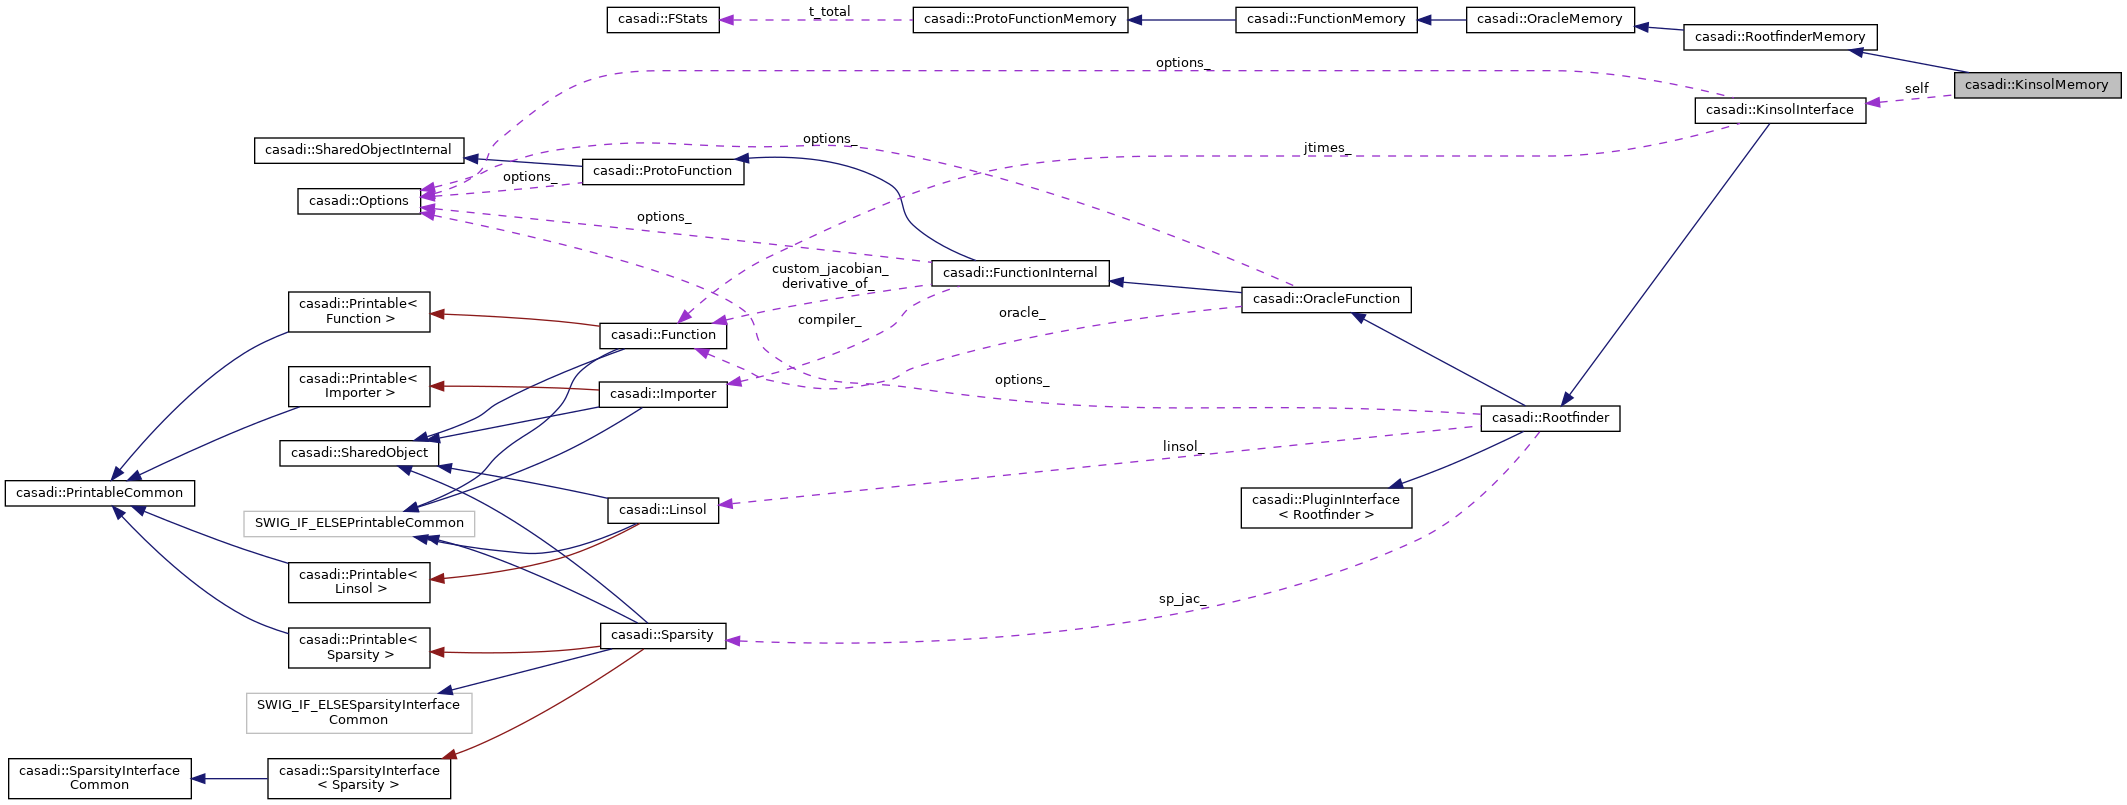 casadi::FStats
t_total
casadi::ProtoFunctionMemory
casadi::FunctionMemory
casadi::OracleMemory
casadi::RootfinderMemory
options_
casadi::KinsolMemory
self
casadi::KinsolInterface
casadi::SharedObjectInternal
options_
jtimes_
casadi::ProtoFunction
options_
casadi::Options
options_
custom_jacobian_
derivative_of_
casadi::FunctionInternal
casadi::OracleFunction
casadi::Printable<
Function >
compiler_
oracle_
casadi::Function
casadi::Printable<
Importer >
casadi::Importer
options_
casadi::Rootfinder
casadi::SharedObject
linsol_
casadi::PrintableCommon
casadi::PluginInterface
< Rootfinder >
casadi::Linsol
SWIG_IF_ELSEPrintableCommon
casadi::Printable<
Linsol >
sp_jac_
casadi::Printable<
Sparsity >
casadi::Sparsity
SWIG_IF_ELSESparsityInterface
Common
casadi::SparsityInterface
Common
casadi::SparsityInterface
< Sparsity >